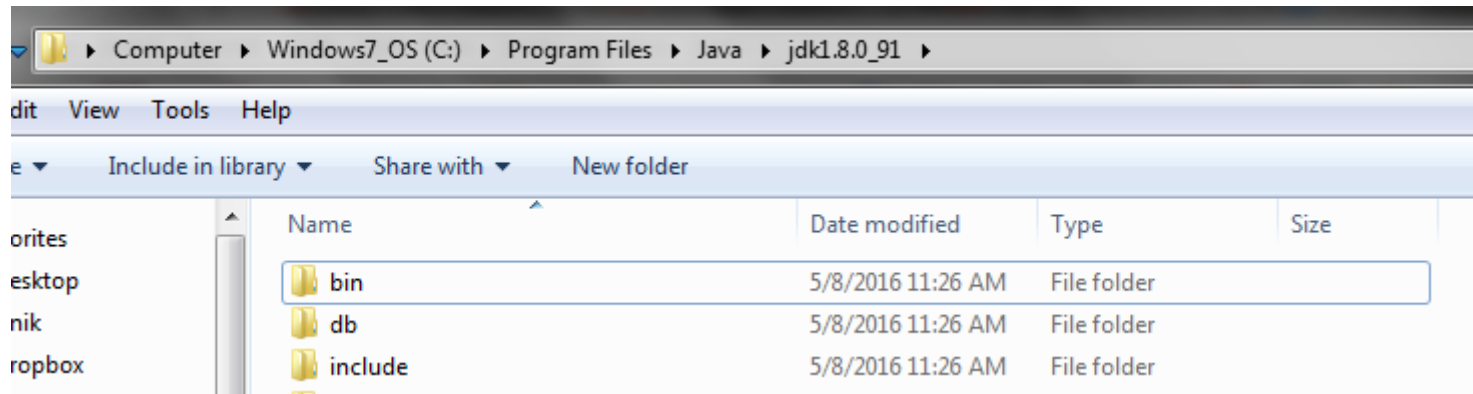 Computer Windows7_OS (C:) Program Files Java jdk1.8.0_91
dit View Tools Help
e Include in library Share with New folder
Name Date modified Type Size
orites
esktop
bin 5/8/2016 11:26 AM File folder
nik
db 5/8/2016 11:26 AM File folder
ropbox
include 5/8/2016 11:26 AM File folder